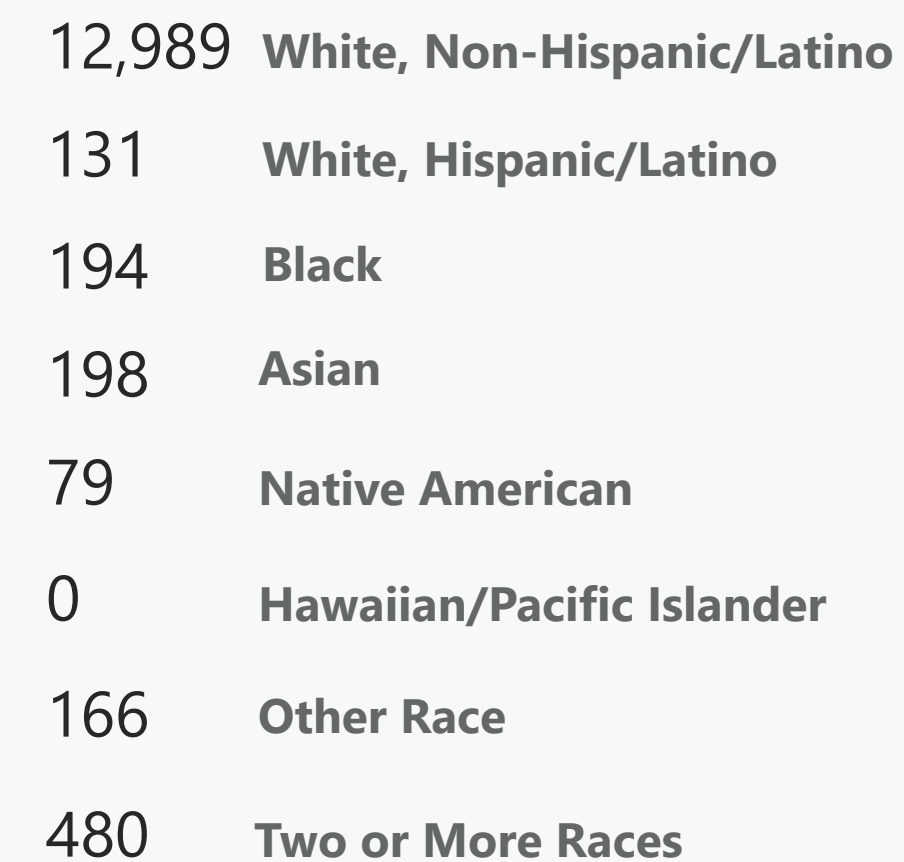 12,989 White, Non-Hispanic/Latino
131 White, Hispanic/Latino
194 Black
198 Asian
79 Native American
0 Hawaiian/Pacific Islander
166 Other Race
480 Two or More Races